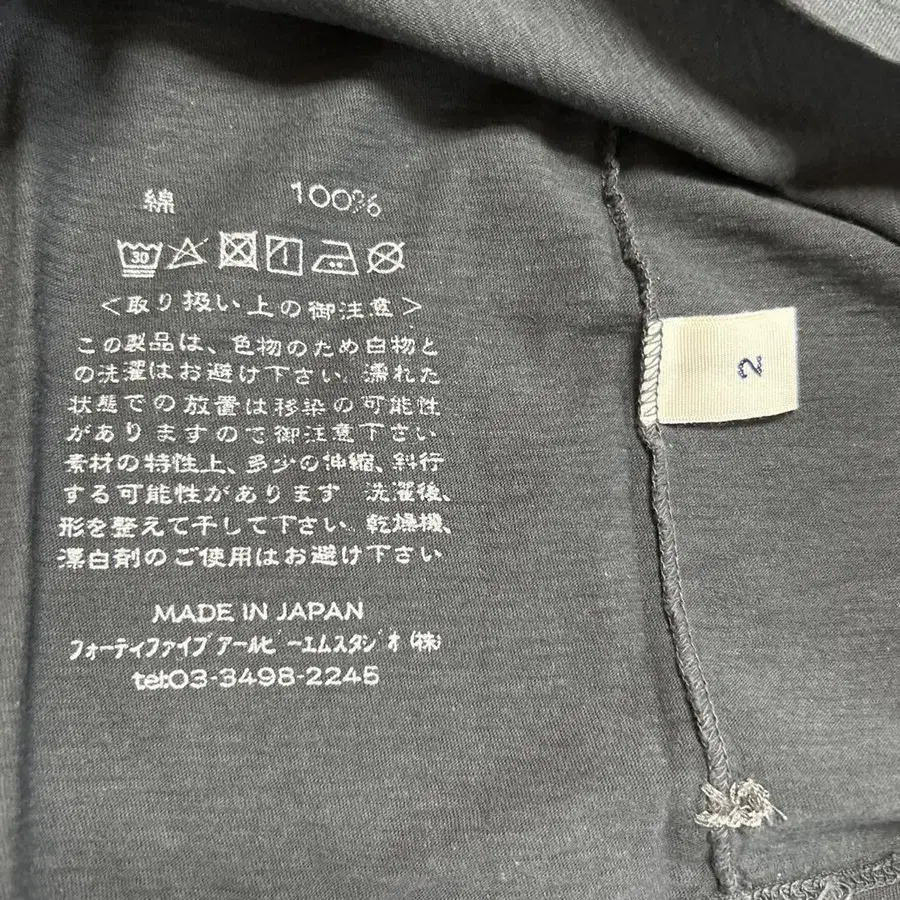 綿 100%
30
<取り扱い上の御注意>
この製品は、色物のため白物と
の洗濯はお避け下さい。濡れた
状態での放置は移染の可能性
がありますので御注意下さい
素材の特性上、多少の伸縮、斜行
する可能性があります 洗濯後、
形を整えて干して下さい。乾燥機、
漂白剤のご使用はお避け下さい
MADE IN JAPAN
フォーティファイブアールピーエムスタジオ(株)
tel:03-3498-2245
2